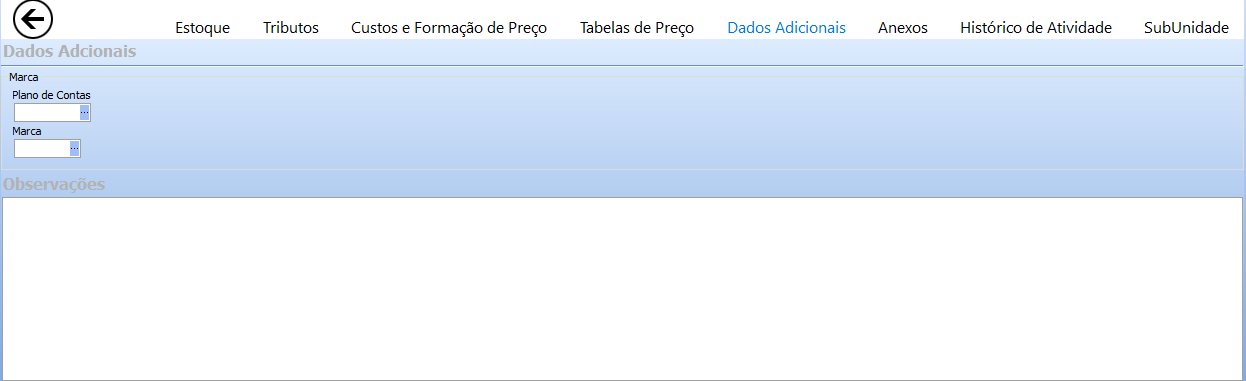 Estoque Tributos Custos e Formação de Preço Tabelas de Preço Dados Adicionais Anexos Histórico de Atividade SubUnidade
Dados Adcionais
Marca
Plano de Contas
...
Marca
...
Observações